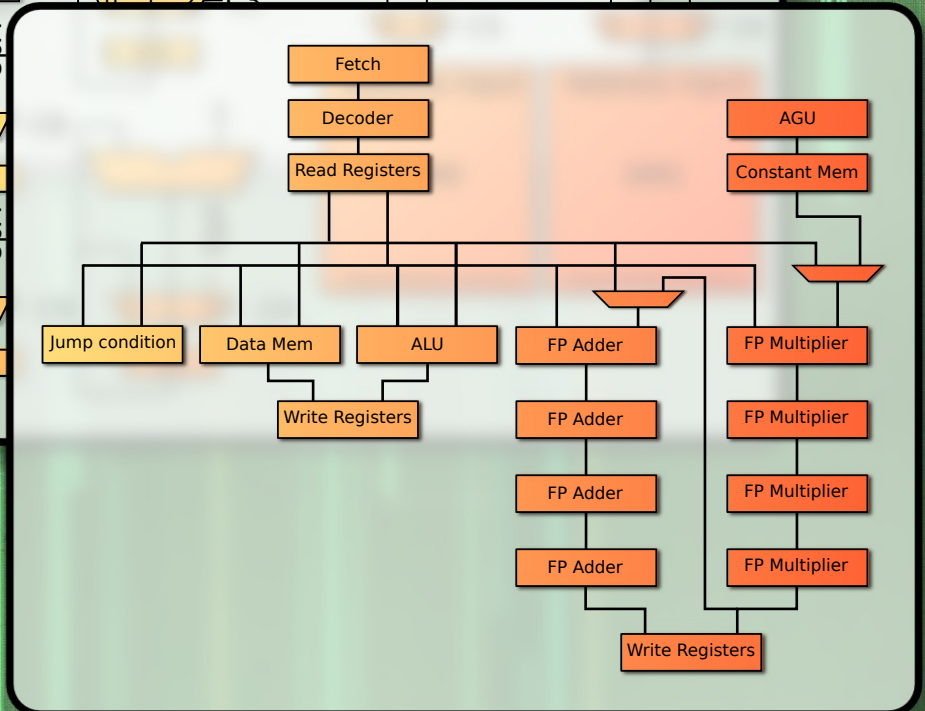 Fetch
Decoder
AGU
Read Registers
Constant Mem
Jump condition
Data Mem
ALU
FP Adder
FP Multiplier
Write Registers
FP Adder
FP Multiplier
FP Adder
FP Multiplier
FP Adder
FP Multiplier
Write Registers